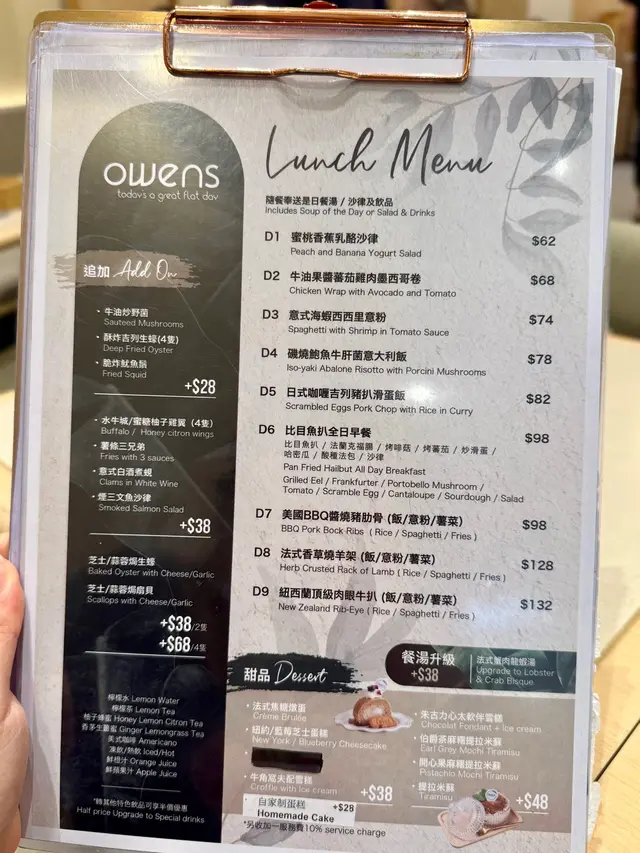 owens
today's a great flat day
追加 Add On
· 牛油炒野菌
Sauteed Mushrooms
· 酥炸吉列生蠔(4隻)
Deep Fried Oyster
· 脆炸魷魚鬚
Fried Squid
+$28
· 水牛城/蜜糖柚子雞翼 (4隻)
Buffalo / Honey citron wings
· 薯條三兄弟
Fries with 3 sauces
· 意式白酒煮蜆
Clams in White Wine
· 煙三文魚沙律
Smoked Salmon Salad
+$38
芝士/蒜蓉焗生蠔
Baked Oyster with Cheese/Garlic
芝士/蒜蓉焗扇貝
Scallops with Cheese/Garlic
+$38/2隻
+$68/4隻
檸檬水 Lemon Water
檸檬茶 Lemon Tea
柚子蜂蜜 Honey Lemon Citron Tea
香茅生薑蜜 Ginger Lemongrass Tea
美式咖啡 Americano
凍飲/熱飲 Iced/Hot
鮮橙汁 Orange Juice
鮮蘋果汁 Apple Juice
*轉其他特色飲品可享半價優惠
Half price Upgrade to Special drinks
Lunch Menu
隨餐奉送是日餐湯 / 沙律及飲品
Includes Soup of the Day or Salad & Drinks
D1 蜜桃香蕉乳酪沙律 $62
Peach and Banana Yogurt Salad
D2 牛油果醬蕃茄雞肉墨西哥卷 $68
Chicken Wrap with Avocado and Tomato
D3 意式海蝦西西里意粉 $74
Spaghetti with Shrimp in Tomato Sauce
D4 磯燒鮑魚牛肝菌意大利飯 $78
Iso-yaki Abalone Risotto with Porcini Mushrooms
D5 日式咖喱吉列豬扒滑蛋飯 $82
Scrambled Eggs Pork Chop with Rice in Curry
D6 比目魚扒全日早餐 $98
比目魚扒 / 法蘭克福腸 / 烤啡菇 / 烤蕃茄 / 炒滑蛋 /
哈密瓜 / 酸種法包 / 沙律
Pan Fried Hailbut All Day Breakfast
Grilled Eel / Frankfurter / Portobello Mushroom /
Tomato / Scramble Egg / Cantaloupe / Sourdough / Salad
D7 美國BBQ醬燒豬肋骨 (飯/意粉/薯菜) $98
BBQ Pork Bock Ribs ( Rice / Spaghetti / Fries )
D8 法式香草燒羊架 (飯/意粉/薯菜) $128
Herb Crusted Rack of Lamb ( Rice / Spaghetti / Fries )
D9 紐西蘭頂級肉眼牛扒 (飯/意粉/薯菜) $132
New Zealand Rib-Eye ( Rice / Spaghetti / Fries )
餐湯升級
+$38
法式蟹肉龍蝦湯
Upgrade to Lobster
& Crab Bisque
甜品 Dessert
· 法式焦糖燉蛋
Crème Brulée
· 紐約/藍莓芝士蛋糕
New York / Blueberry Cheesecake
· 牛角窩夫配雪糕
Croffle with Ice cream
+$38
· 自家制蛋糕 +$28
Homemade Cake
*另收加一服務費10% service charge
· 朱古力心太軟伴雪糕
Chocolat Fondant + Ice cream
· 伯爵茶麻糬提拉米蘇
Earl Grey Mochi Tiramisu
· 開心果麻糬提拉米蘇
Pistachio Mochi Tiramisu
· 提拉米蘇
Tiramisu
+$48